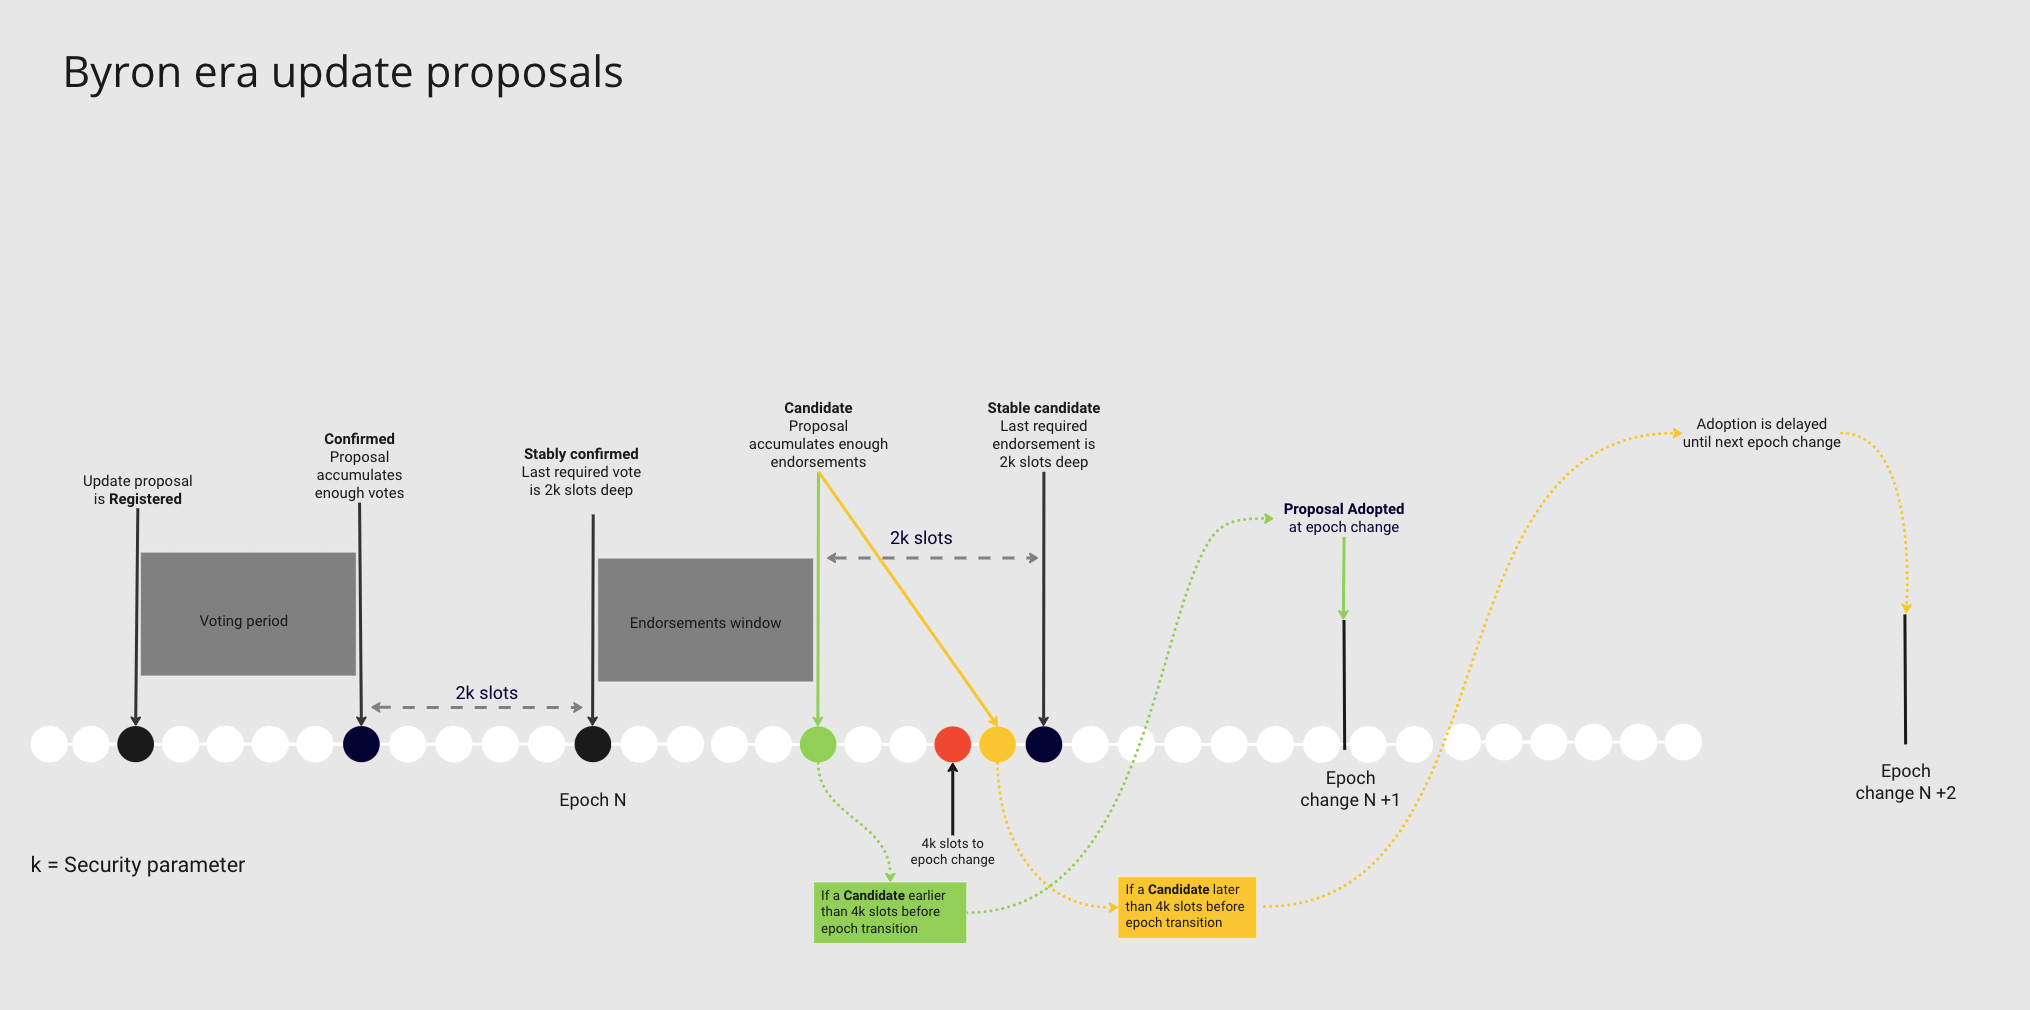 Byron era update proposals
Update proposal
is Registered
Confirmed
Proposal
accumulates
enough votes
Stably confirmed
Last required vote
is 2k slots deep
Candidate
Proposal
accumulates enough
endorsements
Stable candidate
Last required
endorsement is
2k slots deep
Proposal Adopted
at epoch change
Adoption is delayed
until next epoch change
Voting period
2k slots
Endorsements window
2k slots
Epoch N
Epoch
change N +1
Epoch
change N +2
4k slots to
epoch change
k = Security parameter
If a Candidate earlier
than 4k slots before
epoch transition
If a Candidate later
than 4k slots before
epoch transition